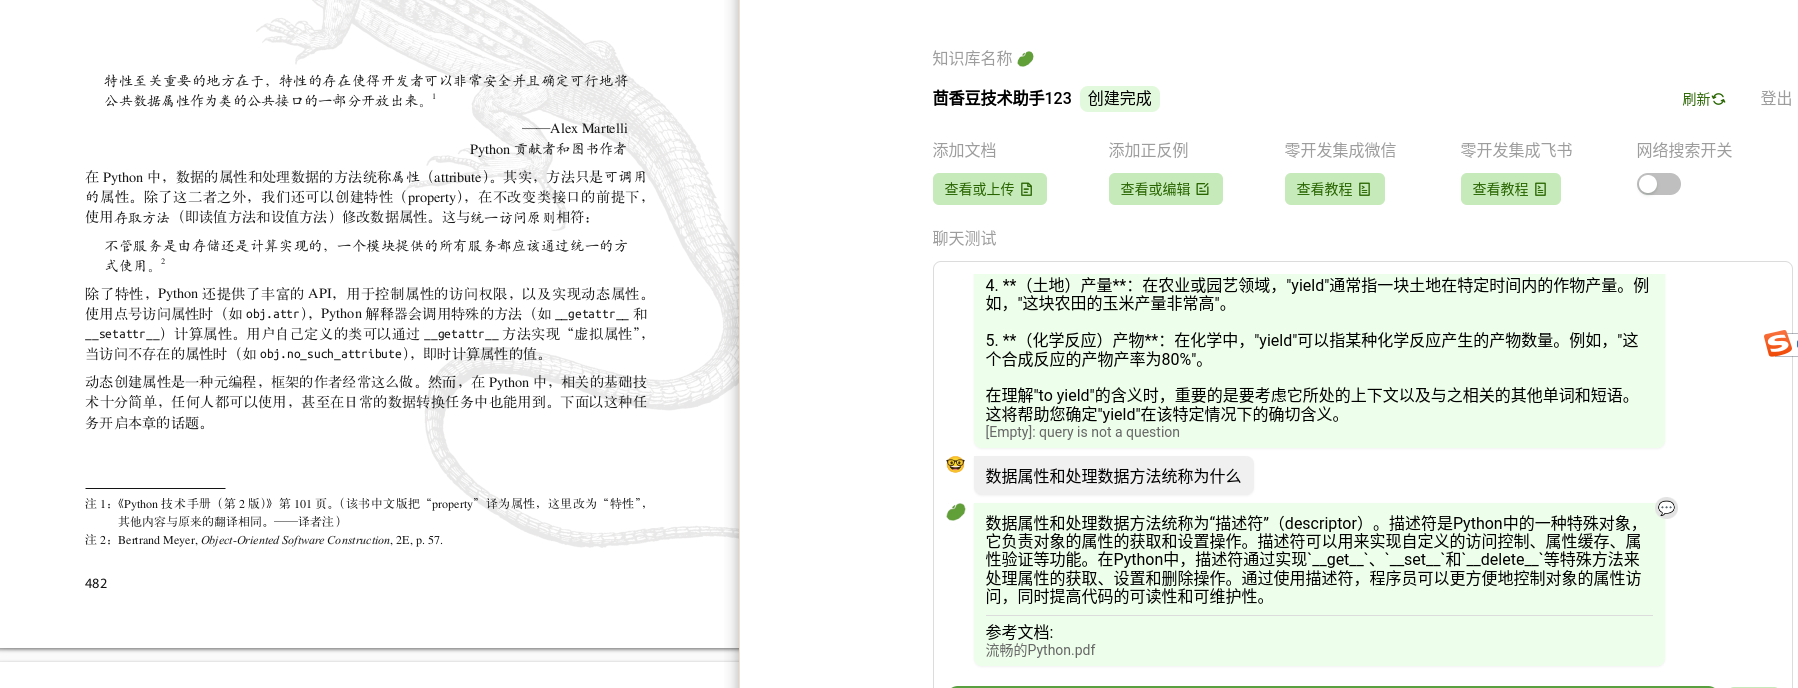 特性至关重要的地方在于，特性的存在使得开发者可以非常安全并且确定可行地将
公共数据属性作为类的公共接口的一部分开放出来。1
——Alex Martelli
Python 贡献者和图书作者
在 Python 中，数据的属性和处理数据的方法统称属性（attribute）。其实，方法只是可调用
的属性。除了这二者之外，我们还可以创建特性（property），在不改变类接口的前提下，
使用存取方法（即读值方法和设值方法）修改数据属性。这与统一访问原则相符：
不管服务是由存储还是计算实现的，一个模块提供的所有服务都应该通过统一的方
式使用。2
除了特性，Python 还提供了丰富的 API，用于控制属性的访问权限，以及实现动态属性。
使用点号访问属性时（如 obj.attr），Python 解释器会调用特殊的方法（如 __getattr__ 和
__setattr__）计算属性。用户自己定义的类可以通过 __getattr__ 方法实现“虚拟属性”，
当访问不存在的属性时（如 obj.no_such_attribute），即时计算属性的值。
动态创建属性是一种元编程，框架的作者经常这么做。然而，在 Python 中，相关的基础技
术十分简单，任何人都可以使用，甚至在日常的数据转换任务中也能用到。下面以这种任
务开启本章的话题。
注 1：《Python 技术手册（第 2 版）》第 101 页。（该书中文版把“property”译为属性，这里改为“特性”，
其他内容与原来的翻译相同。——译者注）
注 2：Bertrand Meyer, Object-Oriented Software Construction, 2E, p. 57.
482
知识库名称
茴香豆技术助手123 创建完成
刷新 登出
添加文档 添加正反例 零开发集成微信 零开发集成飞书 网络搜索开关
查看或上传 查看或编辑 查看教程 查看教程
聊天测试
4. **（土地）产量**：在农业或园艺领域，"yield"通常指一块土地在特定时间内的作物产量。例
如，"这块农田的玉米产量非常高"。
5. **（化学反应）产物**：在化学中，"yield"可以指某种化学反应产生的产物数量。例如，"这
个合成反应的产物产率为80%"。
在理解"to yield"的含义时，重要的是要考虑它所处的上下文以及与之相关的其他单词和短语。
这将帮助您确定"yield"在该特定情况下的确切含义。
[Empty]: query is not a question
数据属性和处理数据方法统称为什么
数据属性和处理数据方法统称为“描述符”（descriptor）。描述符是Python中的一种特殊对象，
它负责对象的属性的获取和设置操作。描述符可以用来实现自定义的访问控制、属性缓存、属
性验证等功能。在Python中，描述符通过实现`__get__`、`__set__`和`__delete__`等特殊方法来
处理属性的获取、设置和删除操作。通过使用描述符，程序员可以更方便地控制对象的属性访
问，同时提高代码的可读性和可维护性。
参考文档:
流畅的Python.pdf